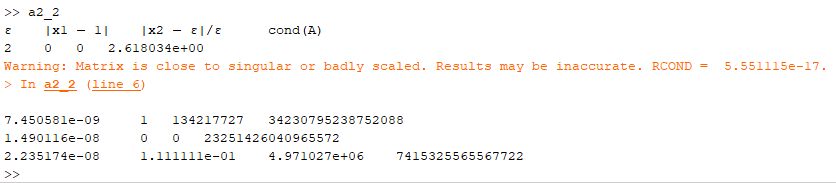 >> a2_2
ε    |x1 - 1|    |x2 - ε|/ε      cond(A)
2    0   0   2.618034e+00
Warning: Matrix is close to singular or badly scaled. Results may be inaccurate. RCOND =  5.551115e-17.
> In a2_2 (line 6)
7.450581e-09     1   134217727   34230795238752088
1.490116e-08     0   0   23251426040965572
2.235174e-08     1.111111e-01    4.971027e+06    7415325565567722
>>